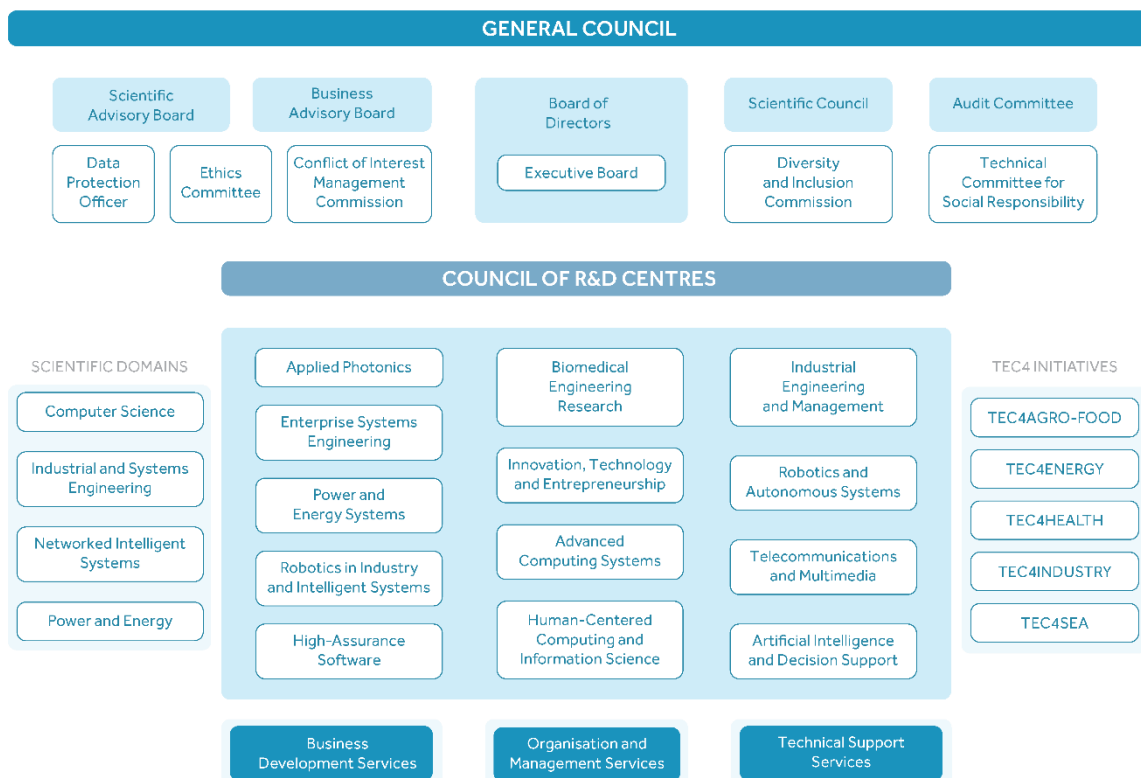 GENERAL COUNCIL
Scientific
Advisory Board
Business
Advisory Board
Board of
Directors
Scientific Council
Audit Committee
Data
Protection
Officer
Ethics
Committee
Conflict of Interest
Management
Commission
Executive Board
Diversity
and Inclusion
Commission
Technical
Committee for
Social Responsibility
COUNCIL OF R&D CENTRES
SCIENTIFIC DOMAINS
Computer Science
Industrial and Systems
Engineering
Networked Intelligent
Systems
Power and Energy
Applied Photonics
Enterprise Systems
Engineering
Power and
Energy Systems
Robotics in Industry
and Intelligent Systems
High-Assurance
Software
Biomedical
Engineering
Research
Innovation, Technology
and Entrepreneurship
Advanced
Computing Systems
Human-Centered
Computing and
Information Science
Industrial
Engineering
and Management
Robotics and
Autonomous Systems
Telecommunications
and Multimedia
Artificial Intelligence
and Decision Support
TEC4 INITIATIVES
TEC4AGRO-FOOD
TEC4ENERGY
TEC4HEALTH
TEC4INDUSTRY
TEC4SEA
Business
Development Services
Organisation and
Management Services
Technical Support
Services